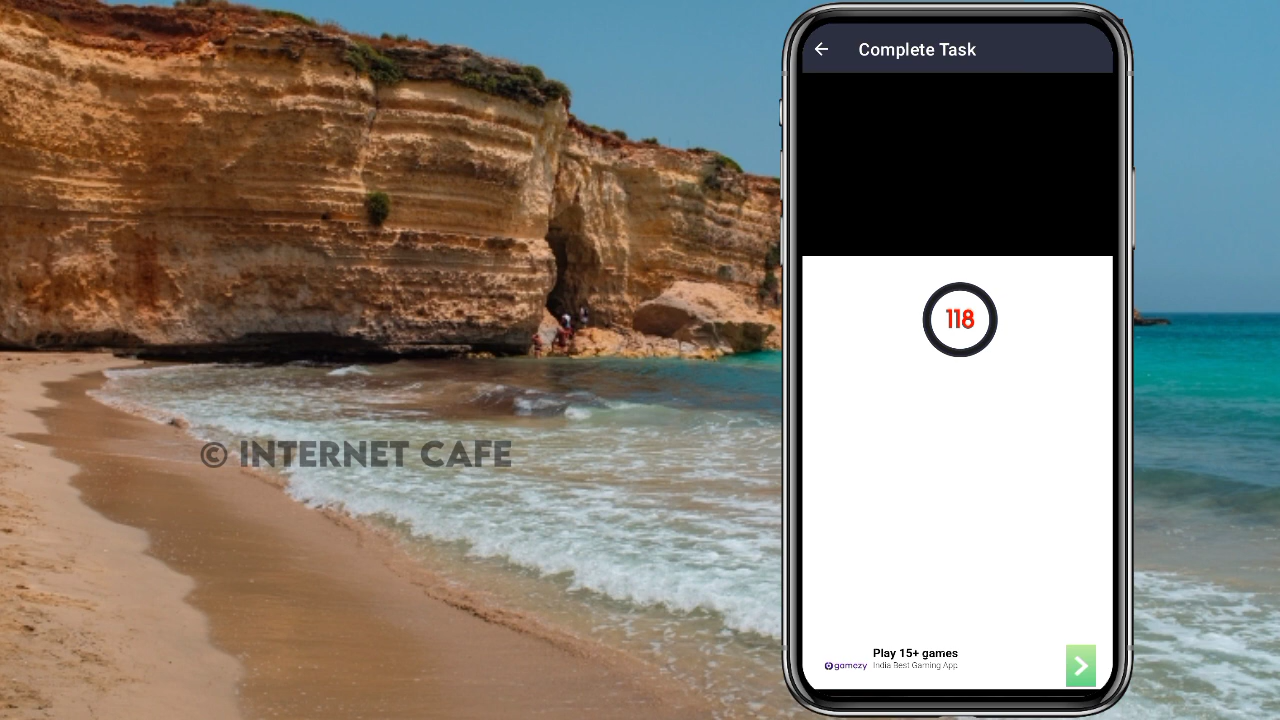 Complete Task
118
© INTERNET CAFE
Play 15+ games
gamezy India Best Gaming App